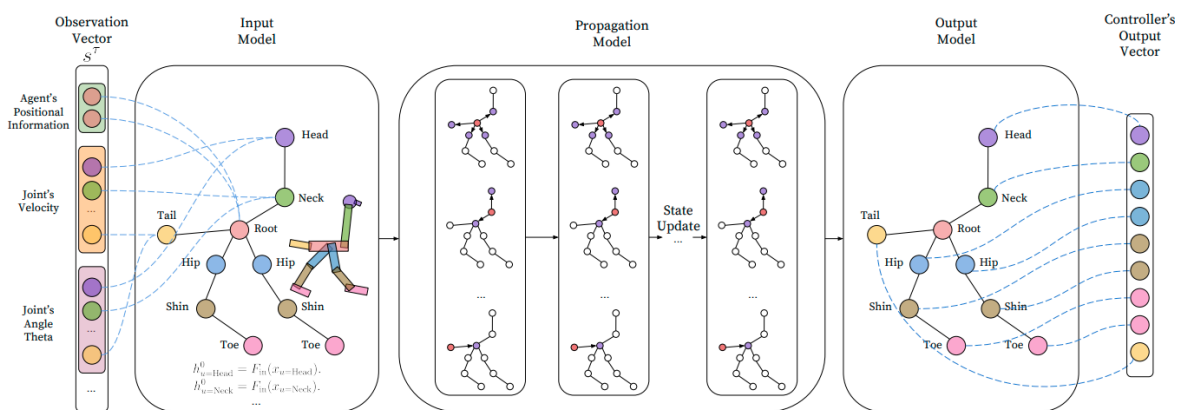 Observation
Vector
S^τ
Agent's
Positional
Information
Joint's
Velocity
...
Joint's
Angle
Theta
...
...
Input
Model
Head
Neck
Tail
Root
Hip
Hip
Shin
Shin
Toe
Toe
h^0_{u=Head} = F_in(x_{u=Head}).
h^0_{u=Neck} = F_in(x_{u=Neck}).
...
Propagation
Model
...
...
State
Update
...
...
Output
Model
Head
Neck
Tail
Root
Hip
Hip
Shin
Shin
Toe
Toe
Controller's
Output
Vector